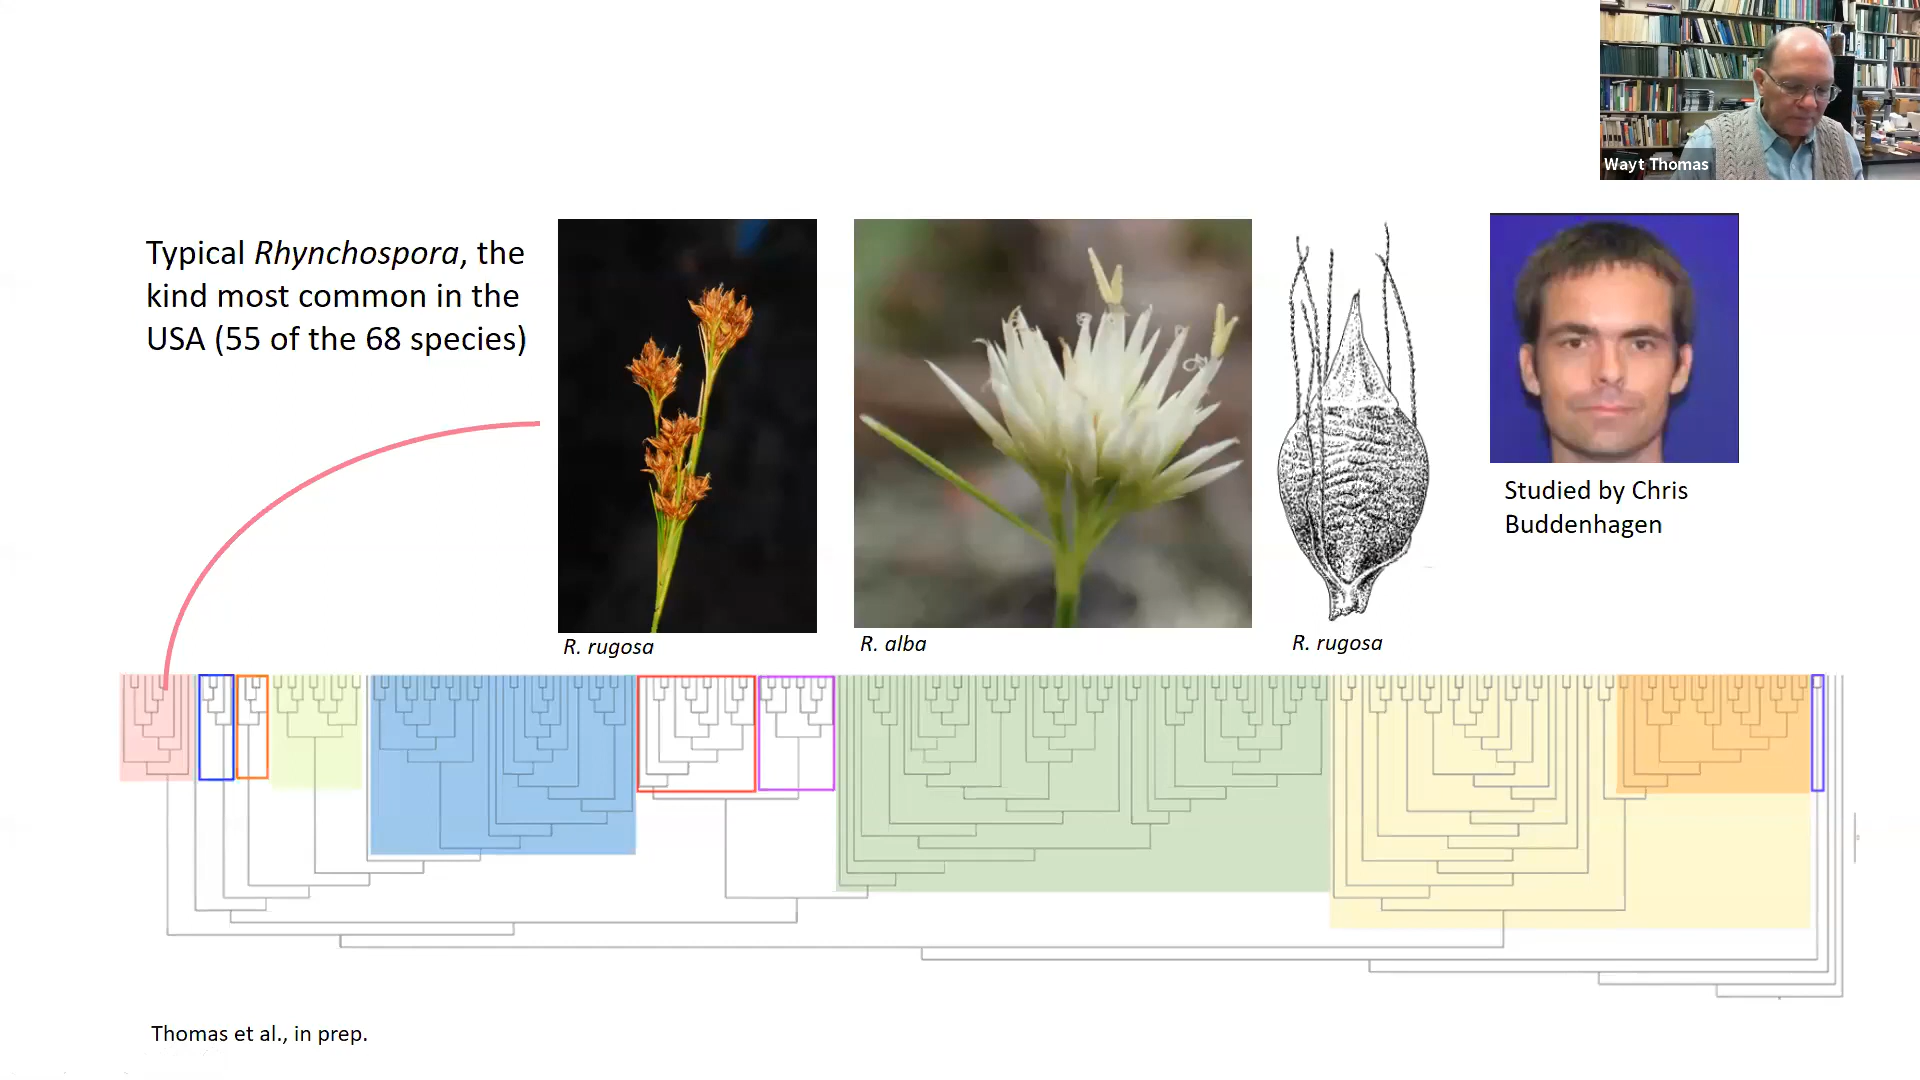 Wayt Thomas
Typical Rhynchospora, the
kind most common in the
USA (55 of the 68 species)
Studied by Chris
Buddenhagen
R. rugosa
R. alba
R. rugosa
Thomas et al., in prep.